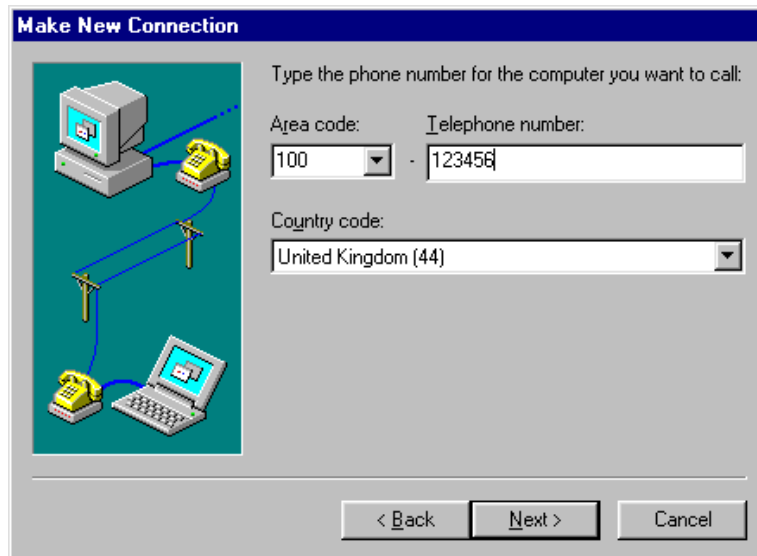 Make New Connection
Type the phone number for the computer you want to call:
Area code: Telephone number:
100 - 123456
Country code:
United Kingdom (44)
< Back Next > Cancel